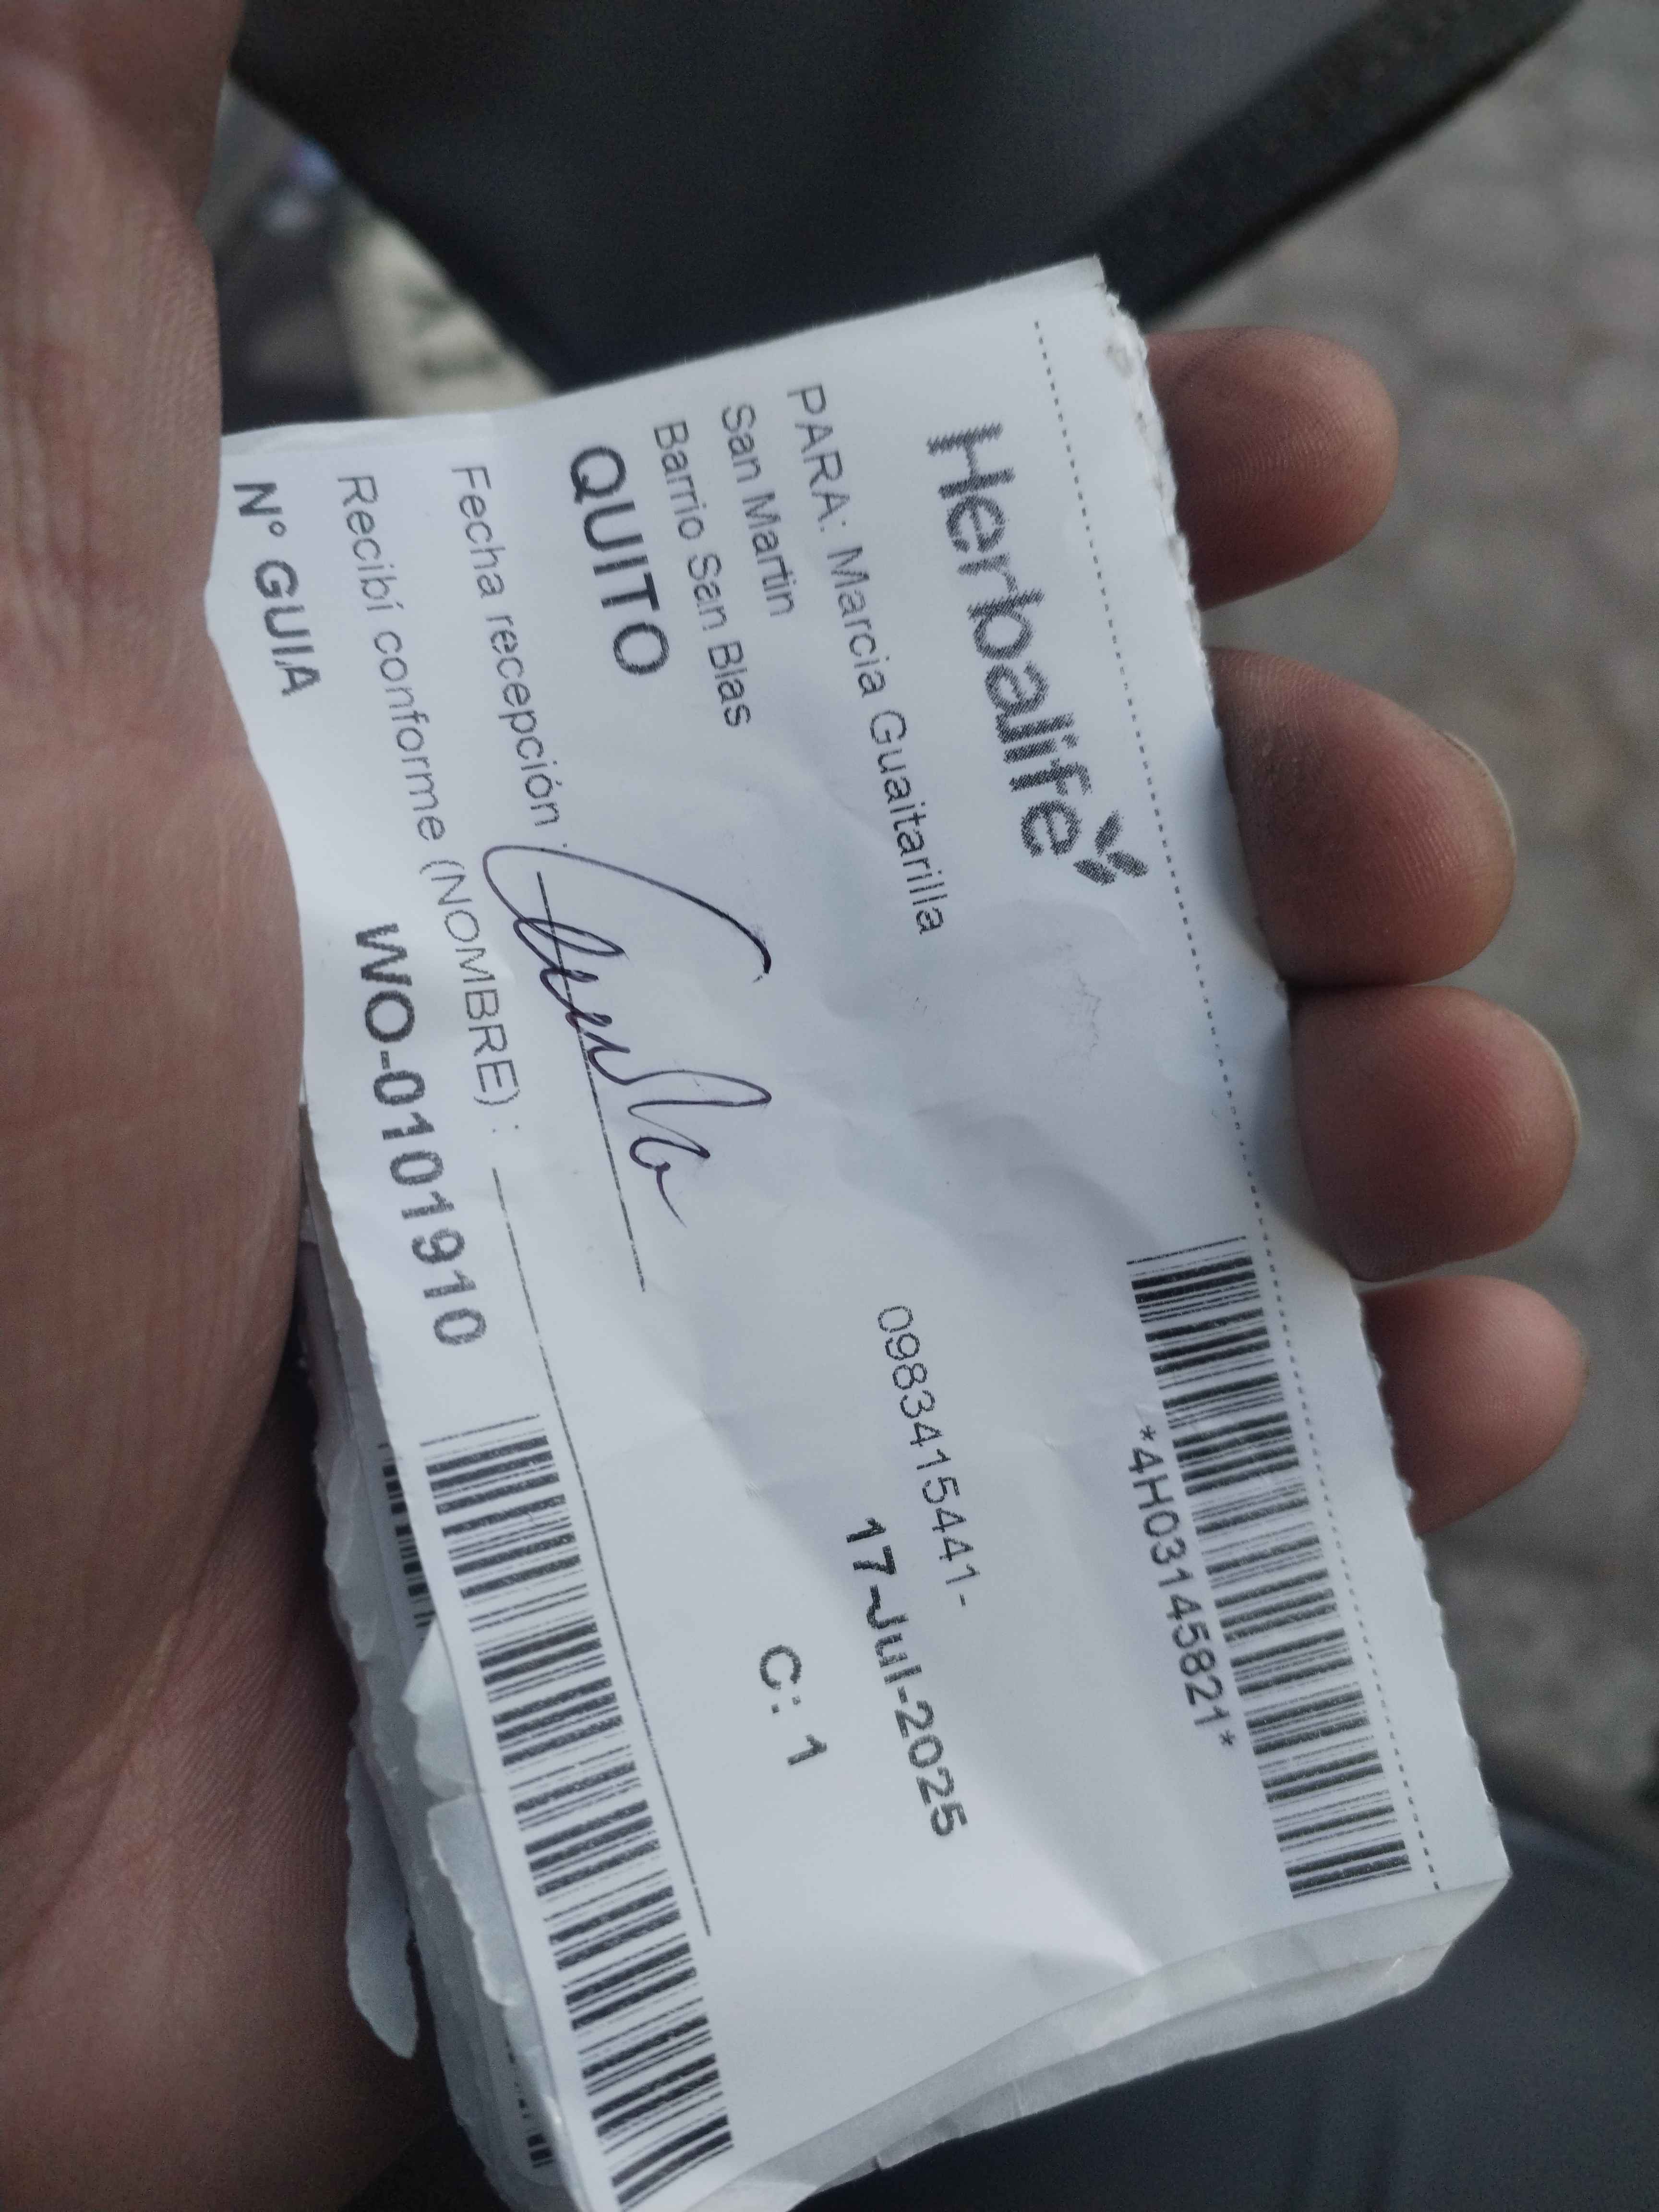 Herbalife
*4H03145821*
PARA: Marcia Guaitarilla
0983415441-
San Martin
17-Jul-2025
Barrio San Blas
QUITO
C: 1
Fecha recepción :
Recibí conforme (NOMBRE) :
N° GUIA WO-0101910